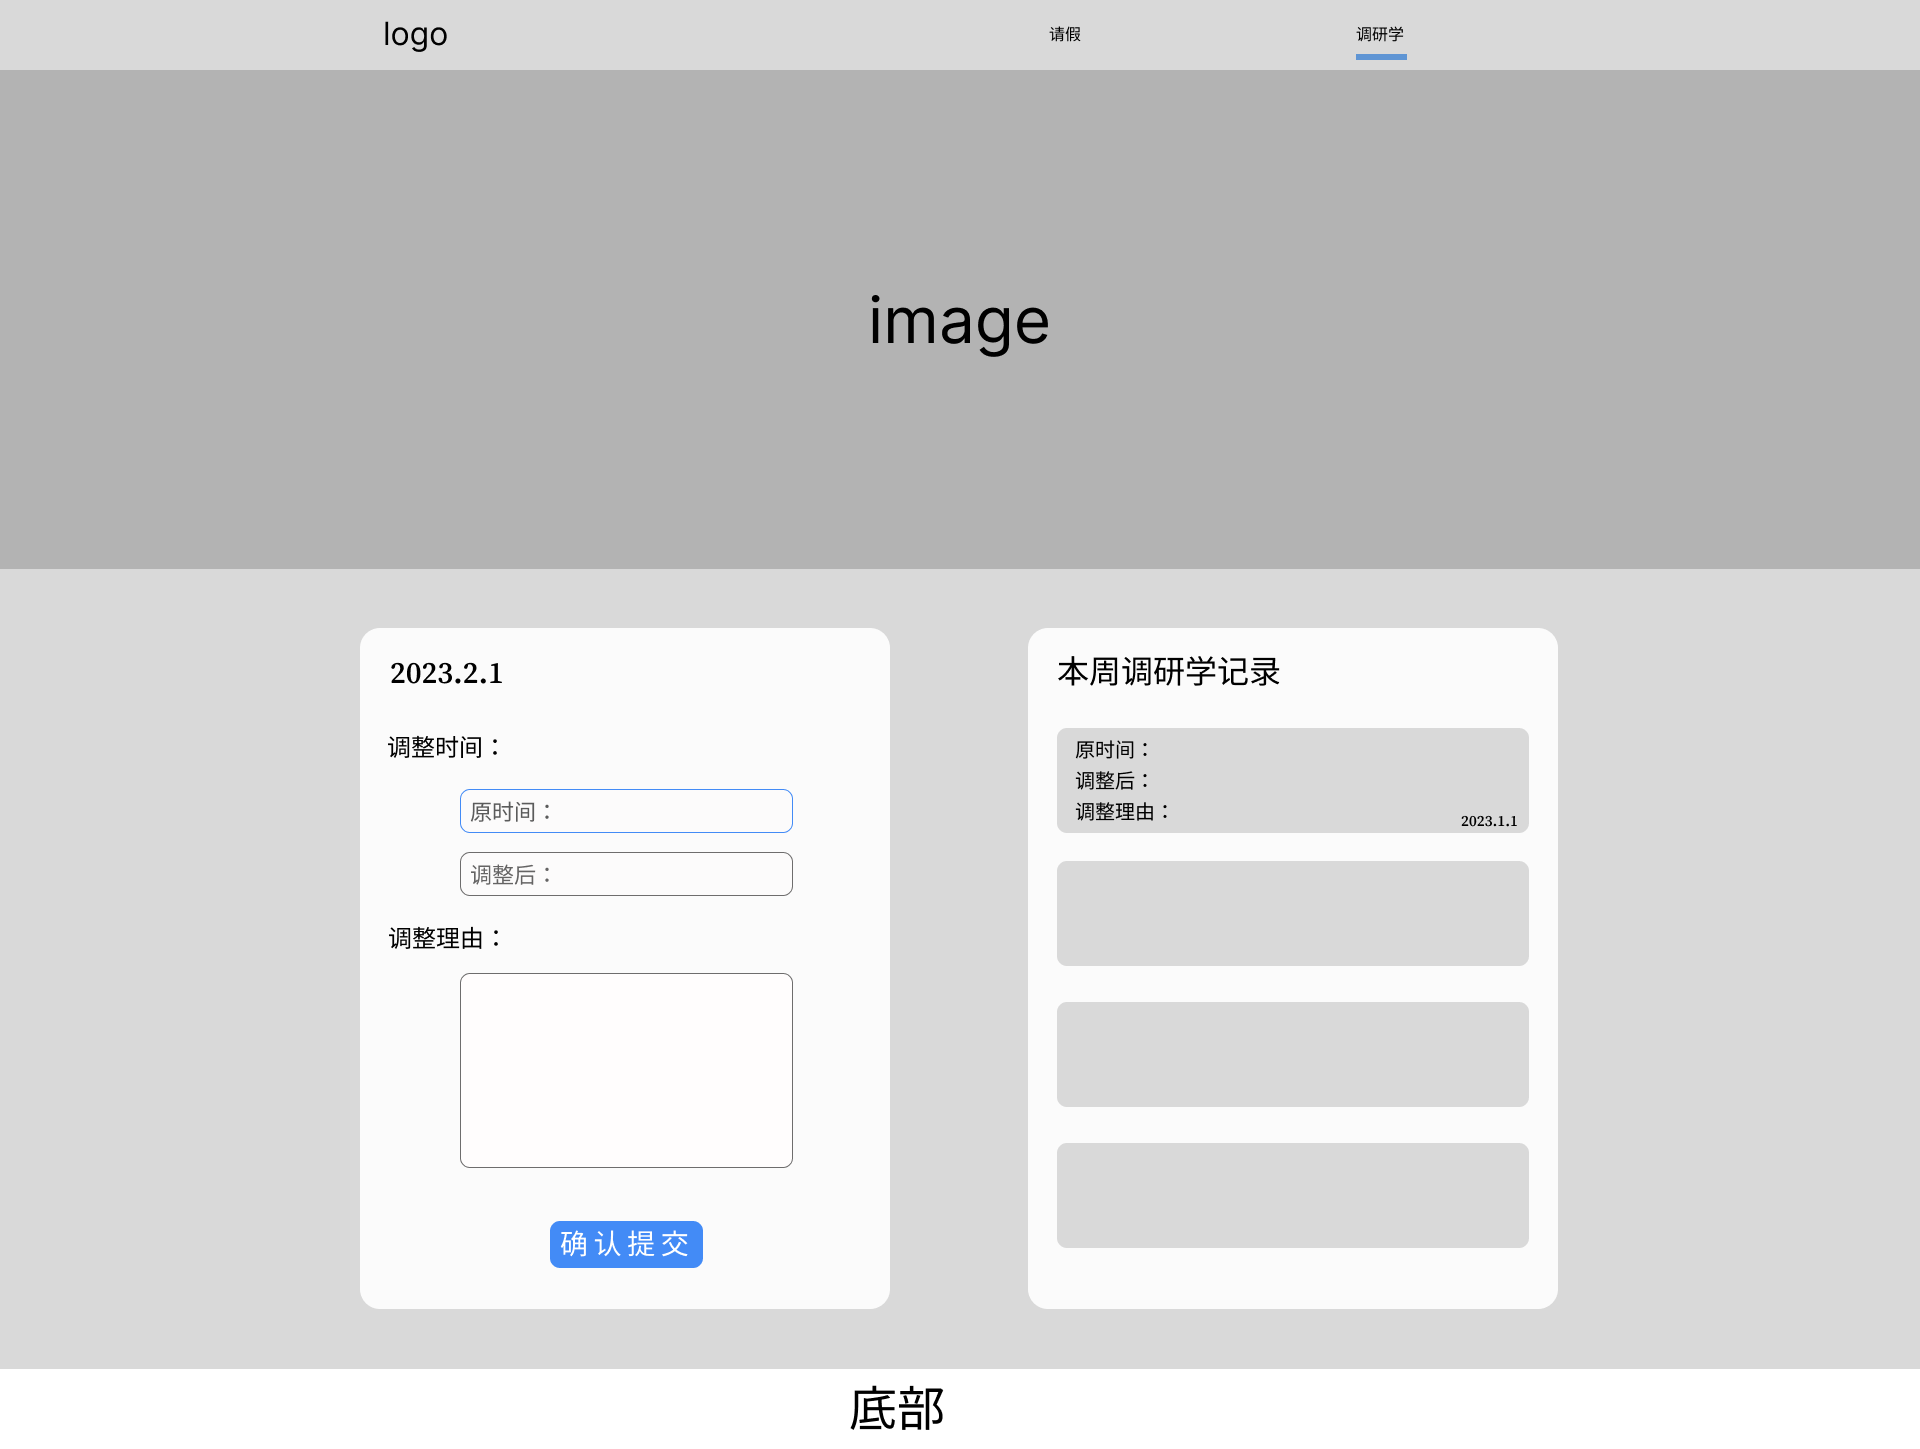 logo
请假
调研学
image
2023.2.1
调整时间：
原时间：
调整后：
调整理由：
确认提交
本周调研学记录
原时间：
调整后：
调整理由：
2023.1.1
底部